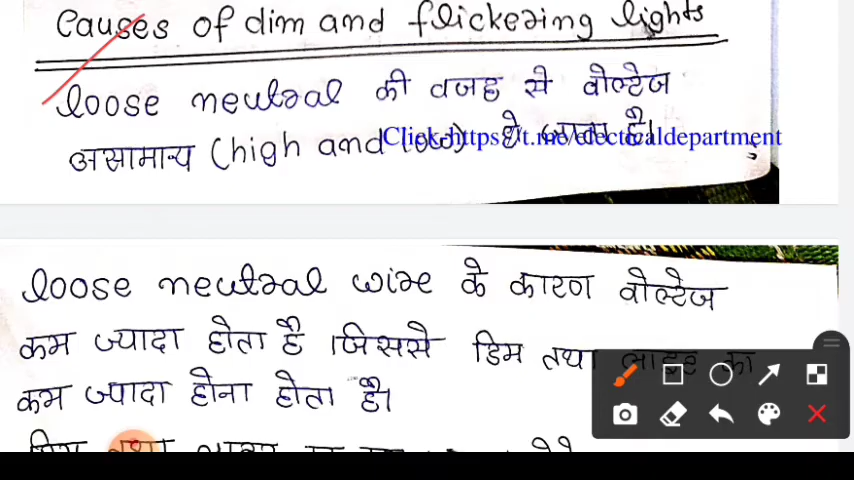 Causes of dim and flickering lights
loose neutral की वजह से वोल्टेज
असामान्य (high and low) हो जाता है।
Click-https://t.me/electricaldepartment
loose neutral wire के कारण वोल्टेज
कम ज्यादा होता है। जिससे डिम तथा लाइट का
कम ज्यादा होना होता है।